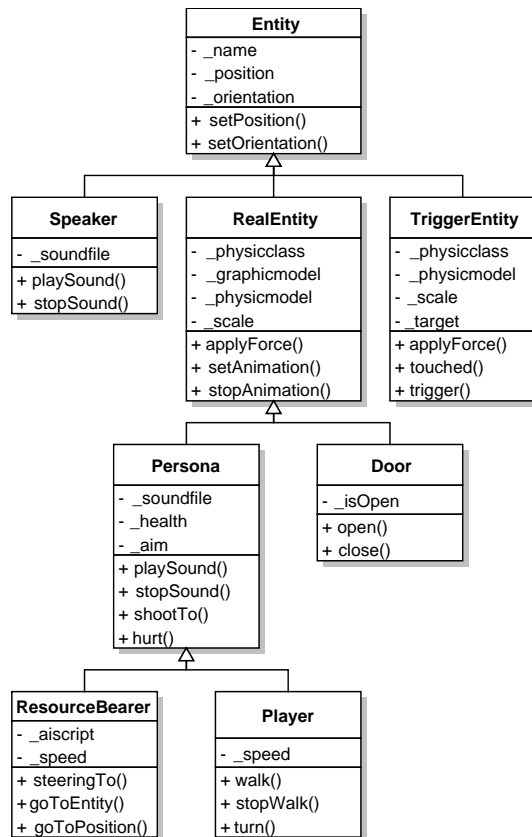 Entity
- _name
- _position
- _orientation
+ setPosition()
+ setOrientation()
Speaker
- _soundfile
+ playSound()
+ stopSound()
RealEntity
- _physicclass
- _graphicmodel
- _physicmodel
- _scale
+ applyForce()
+ setAnimation()
+ stopAnimation()
TriggerEntity
- _physicclass
- _physicmodel
- _scale
- _target
+ applyForce()
+ touched()
+ trigger()
Persona
- _soundfile
- _health
- _aim
+ playSound()
+ stopSound()
+ shootTo()
+ hurt()
Door
- _isOpen
+ open()
+ close()
ResourceBearer
- _aiscript
- _speed
+ steeringTo()
+ goToEntity()
+ goToPosition()
Player
- _speed
+ walk()
+ stopWalk()
+ turn()